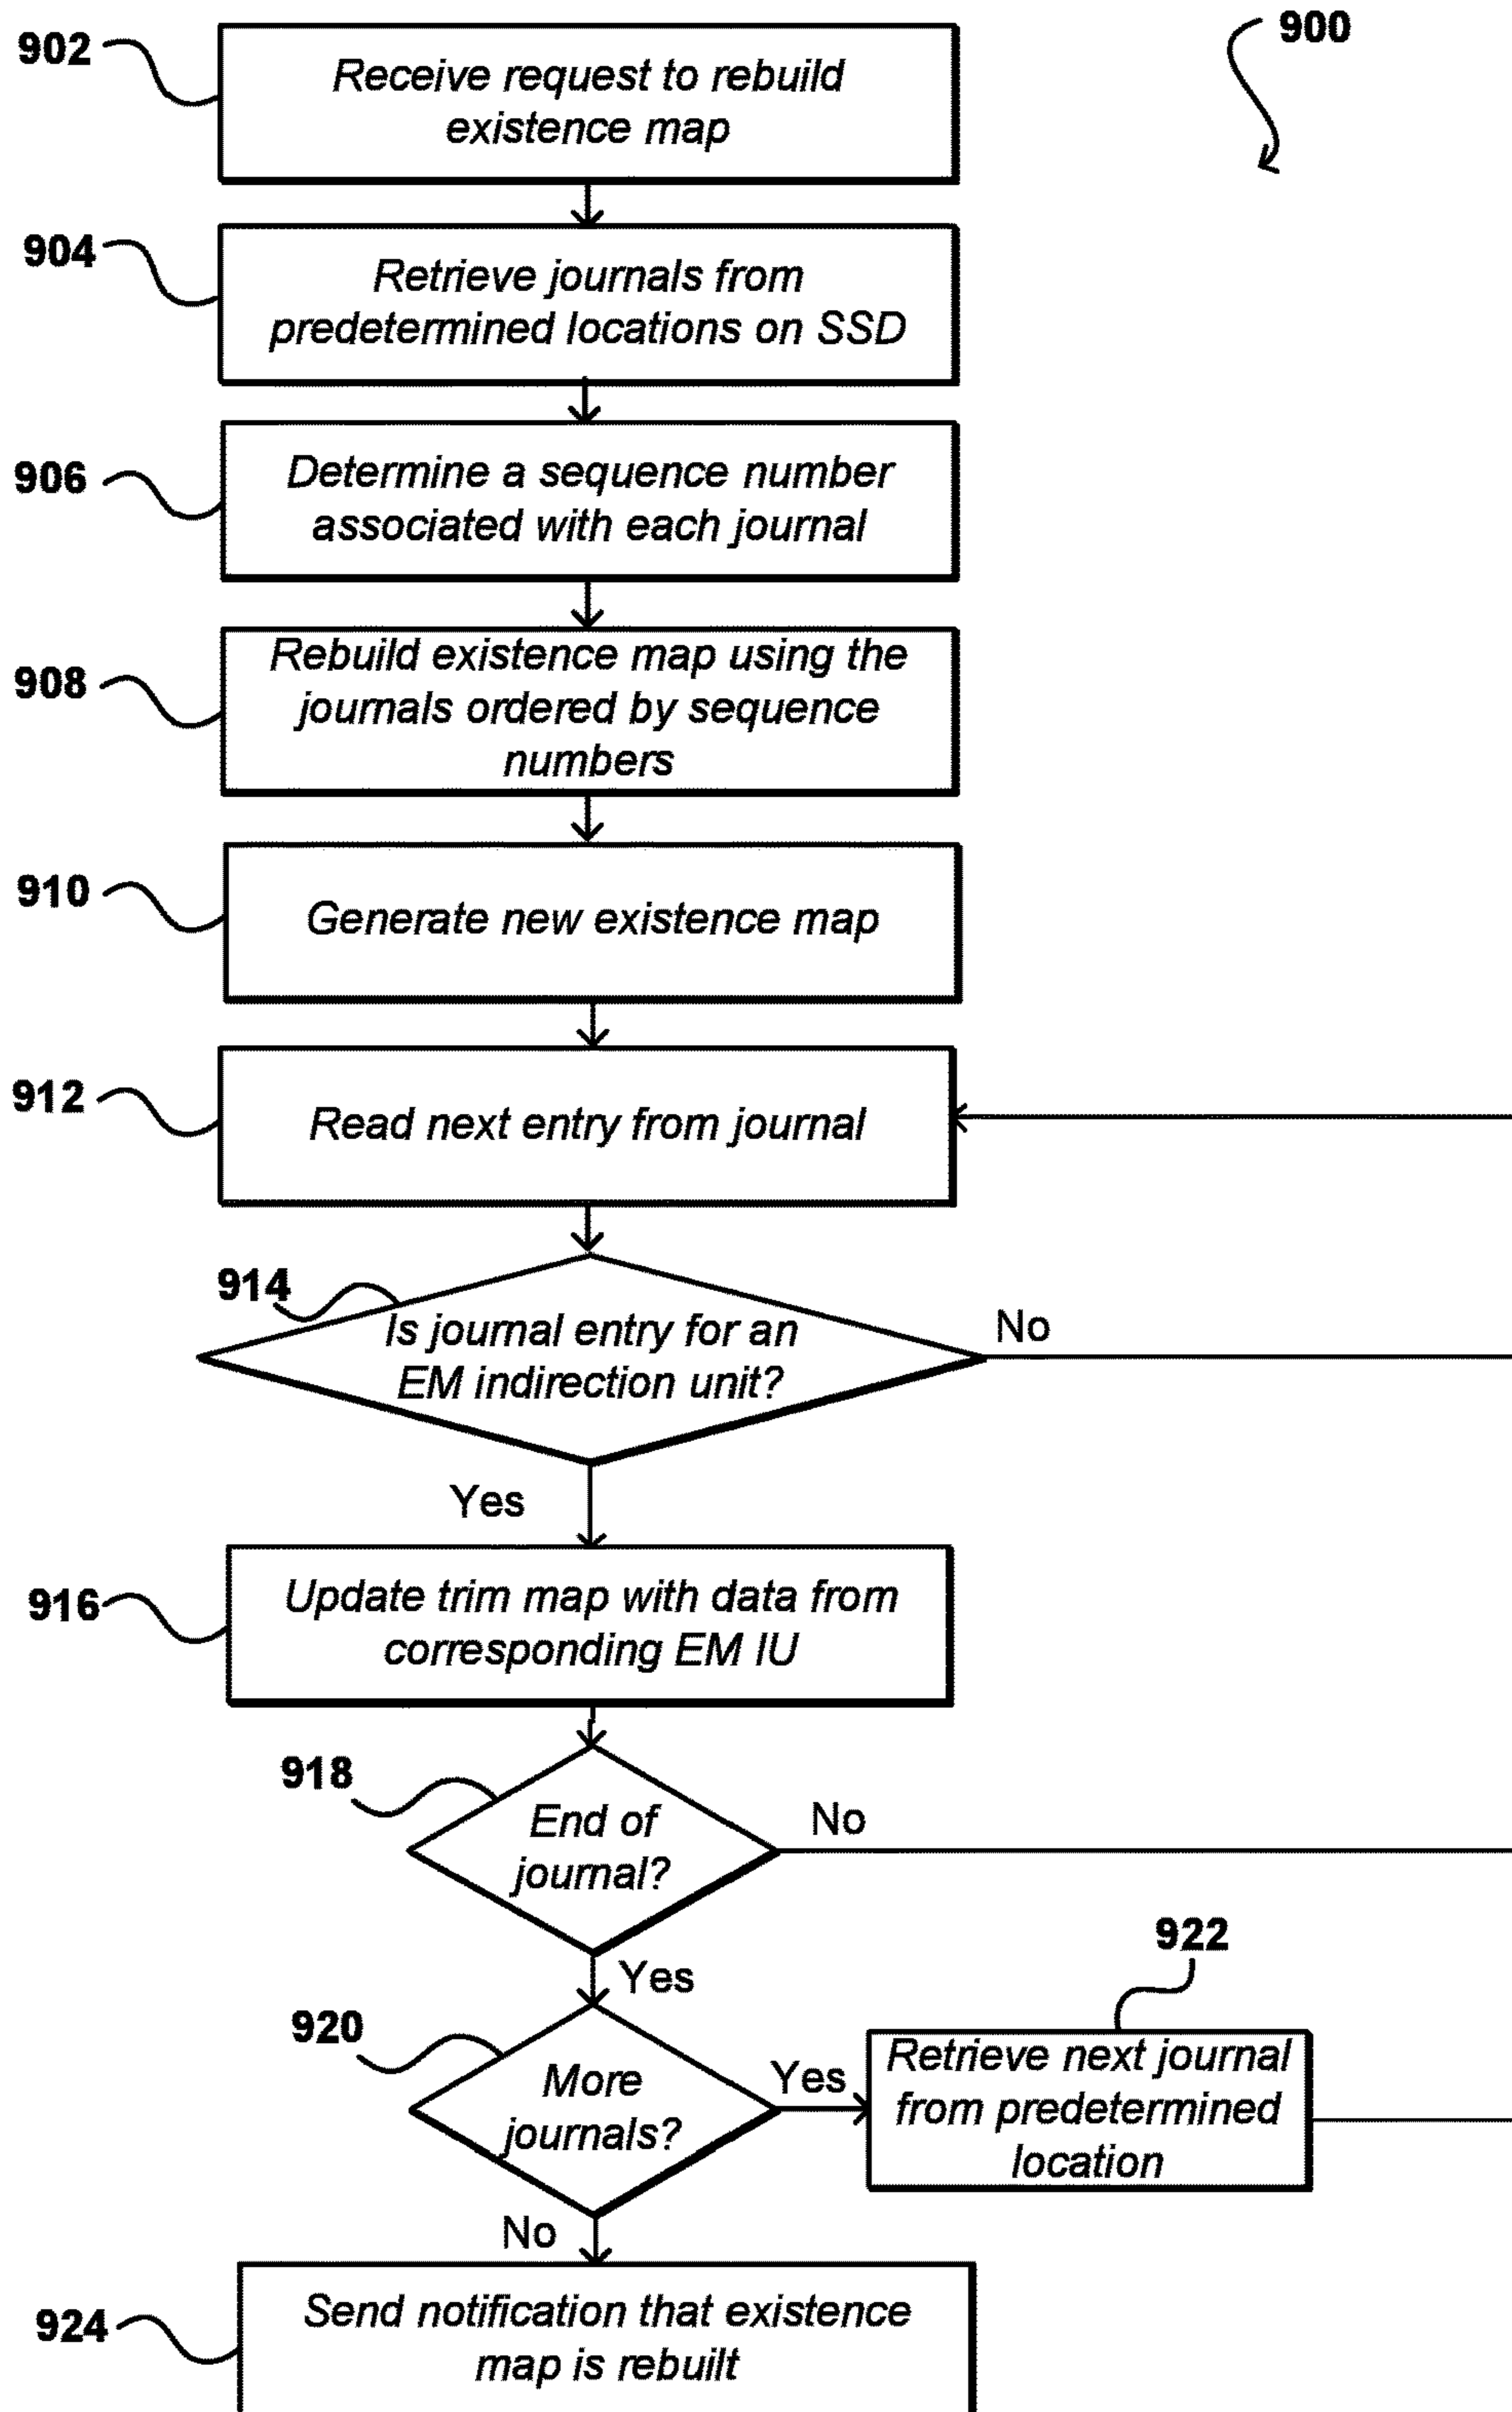 902
Receive request to rebuild
existence map
900
904
Retrieve journals from
predetermined locations on SSD
906
Determine a sequence number
associated with each journal
908
Rebuild existence map using the
journals ordered by sequence
numbers
910
Generate new existence map
912
Read next entry from journal
914
Is journal entry for an
EM indirection unit?
No
Yes
916
Update trim map with data from
corresponding EM IU
918
End of
journal?
No
Yes
920
More
journals?
Yes
922
Retrieve next journal
from predetermined
location
No
924
Send notification that existence
map is rebuilt